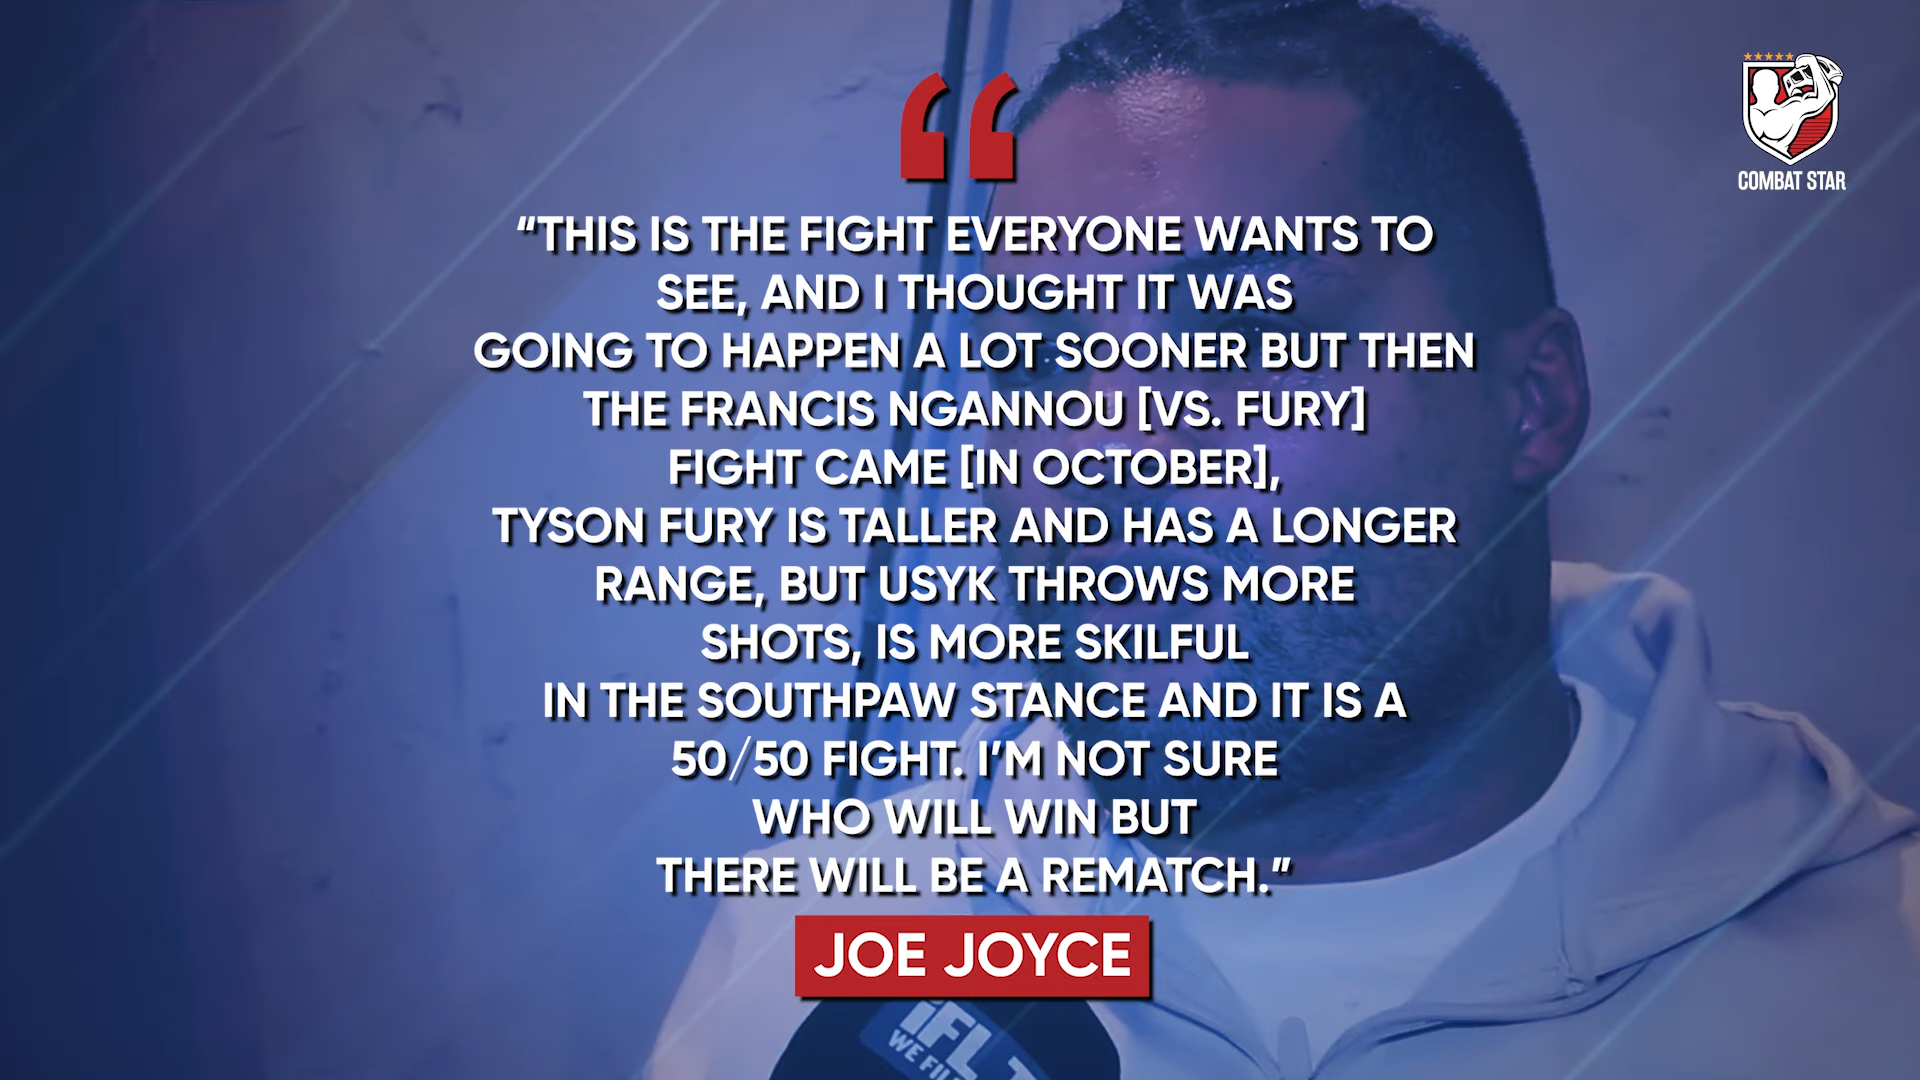 COMBAT STAR
“THIS IS THE FIGHT EVERYONE WANTS TO
SEE, AND I THOUGHT IT WAS
GOING TO HAPPEN A LOT SOONER BUT THEN
THE FRANCIS NGANNOU [VS. FURY]
FIGHT CAME [IN OCTOBER],
TYSON FURY IS TALLER AND HAS A LONGER
RANGE, BUT USYK THROWS MORE
SHOTS, IS MORE SKILFUL
IN THE SOUTHPAW STANCE AND IT IS A
50/50 FIGHT. I’M NOT SURE
WHO WILL WIN BUT
THERE WILL BE A REMATCH.”
JOE JOYCE
iFL T
WE FIL